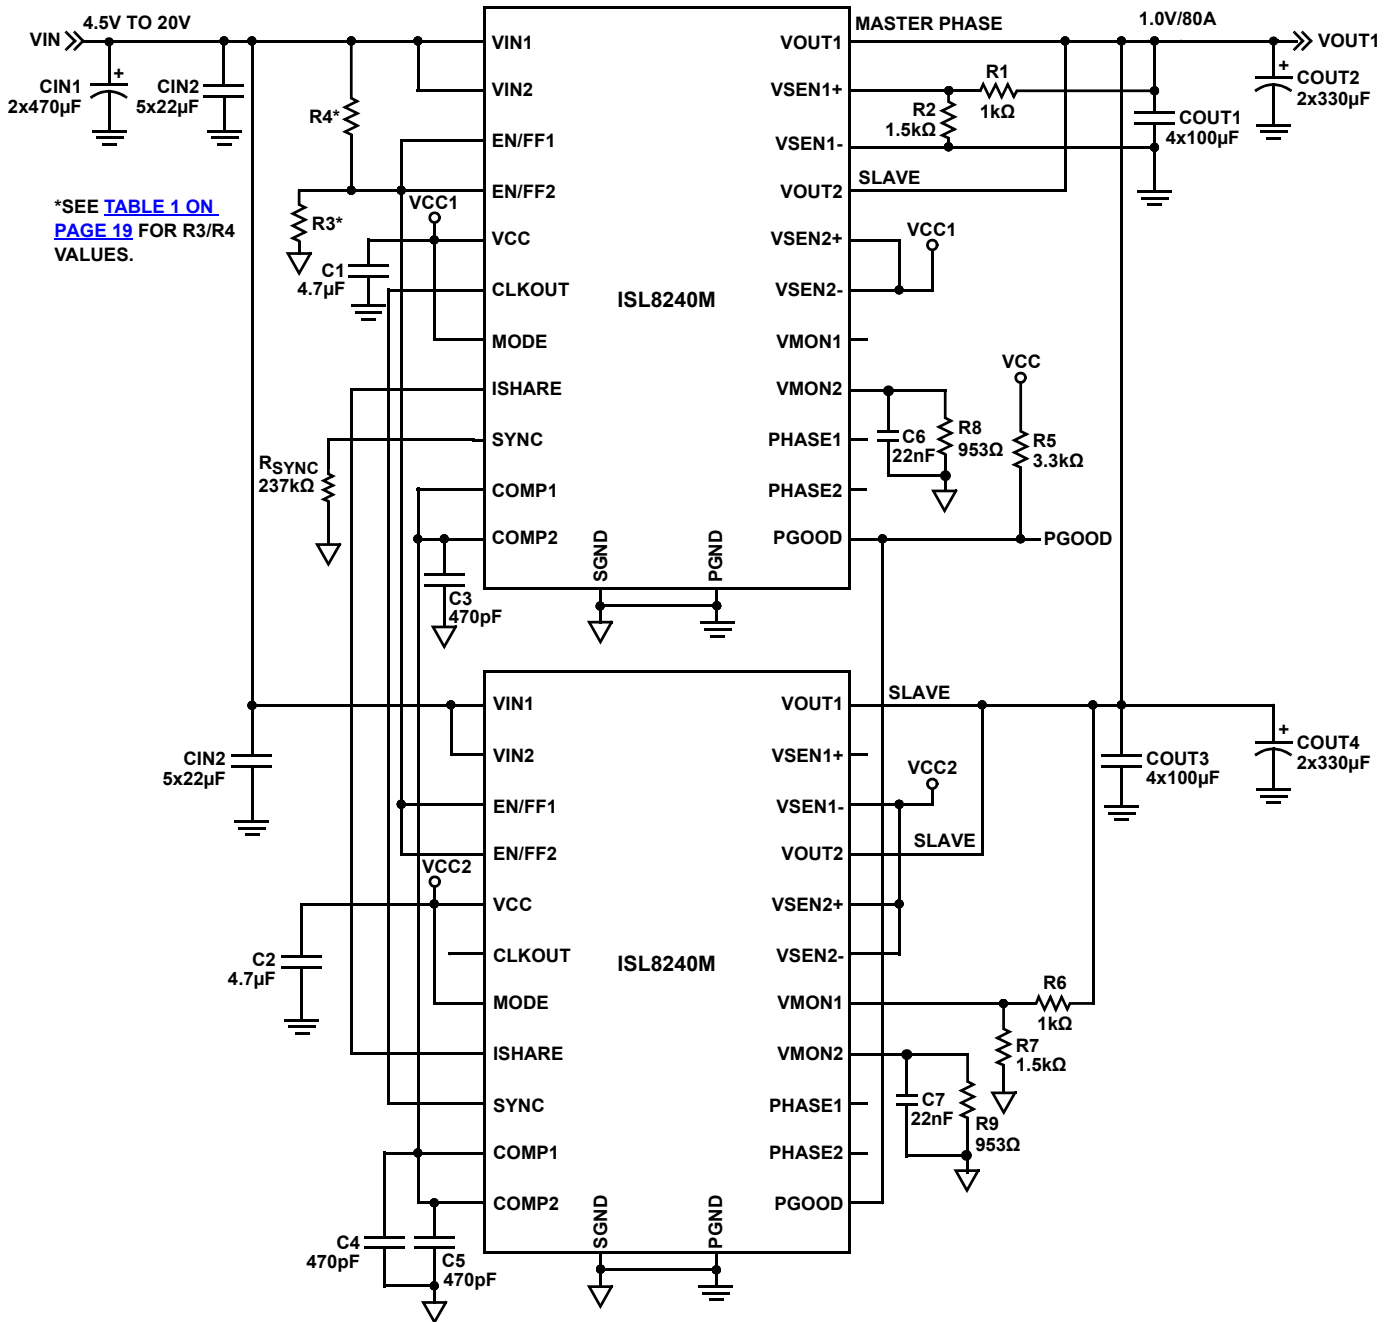 4.5V TO 20V
VIN
CIN1
2x470µF
CIN2
5x22µF
R4*
R3*
*SEE TABLE 1 ON
PAGE 19 FOR R3/R4
VALUES.
VCC1
C1
4.7µF
RSYNC
237kΩ
C3
470pF
VIN1
VIN2
EN/FF1
EN/FF2
VCC
CLKOUT
MODE
ISHARE
SYNC
COMP1
COMP2
ISL8240M
SGND
PGND
VOUT1
VSEN1+
VSEN1-
VOUT2
VSEN2+
VSEN2-
VMON1
VMON2
PHASE1
PHASE2
PGOOD
MASTER PHASE
1.0V/80A
VOUT1
R1
1kΩ
R2
1.5kΩ
COUT1
4x100µF
COUT2
2x330µF
SLAVE
VCC1
VCC
C6
22nF
R8
953Ω
R5
3.3kΩ
PGOOD
CIN2
5x22µF
VCC2
C2
4.7µF
C4
470pF
C5
470pF
VIN1
VIN2
EN/FF1
EN/FF2
VCC
CLKOUT
MODE
ISHARE
SYNC
COMP1
COMP2
ISL8240M
SGND
PGND
VOUT1
VSEN1+
VSEN1-
VOUT2
VSEN2+
VSEN2-
VMON1
VMON2
PHASE1
PHASE2
PGOOD
SLAVE
VCC2
SLAVE
COUT3
4x100µF
COUT4
2x330µF
R6
1kΩ
R7
1.5kΩ
C7
22nF
R9
953Ω